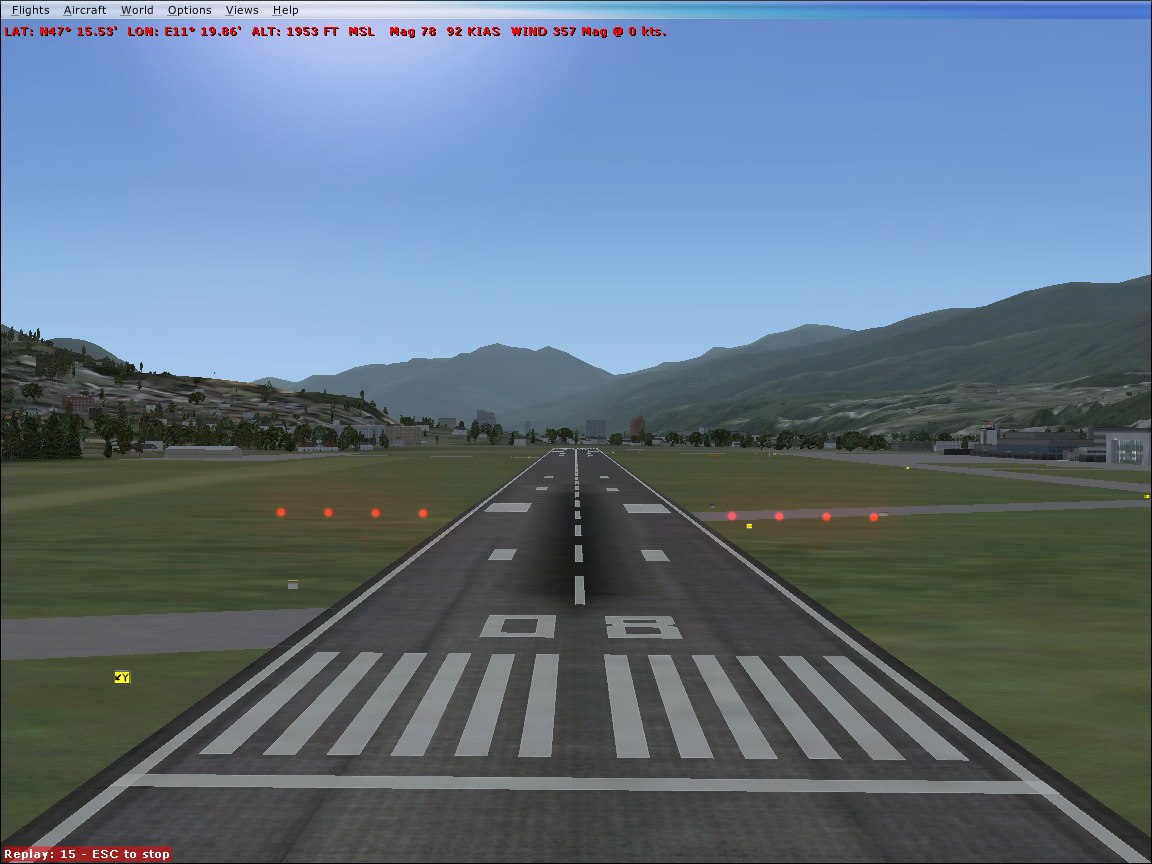 Flights Aircraft World Options Views Help
LAT: N47° 15.53' LON: E11° 19.86' ALT: 1953 FT MSL Mag 78 92 KIAS WIND 357 Mag @ 0 kts.
08
Y
Replay: 15 - ESC to stop